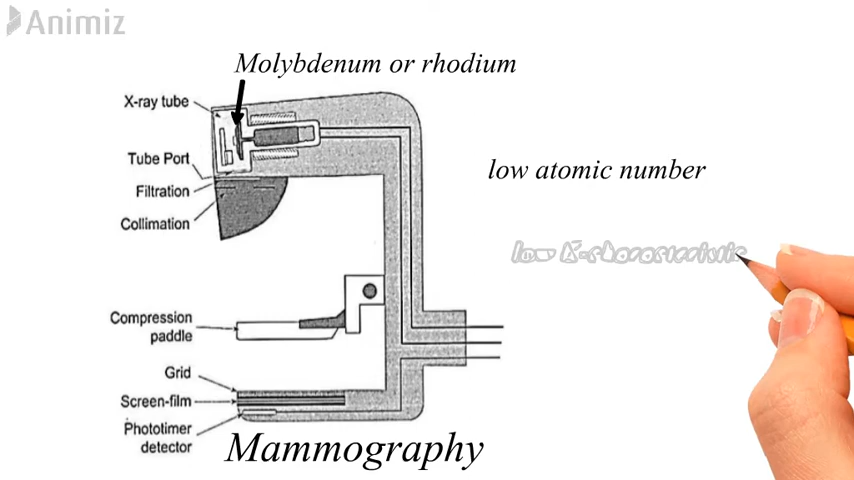 Animiz
Molybdenum or rhodium
X-ray tube
low atomic number
Tube Port
Filtration
Collimation
low K-
Compression
paddle
Grid
Screen-film
Phototimer
detector
Mammography